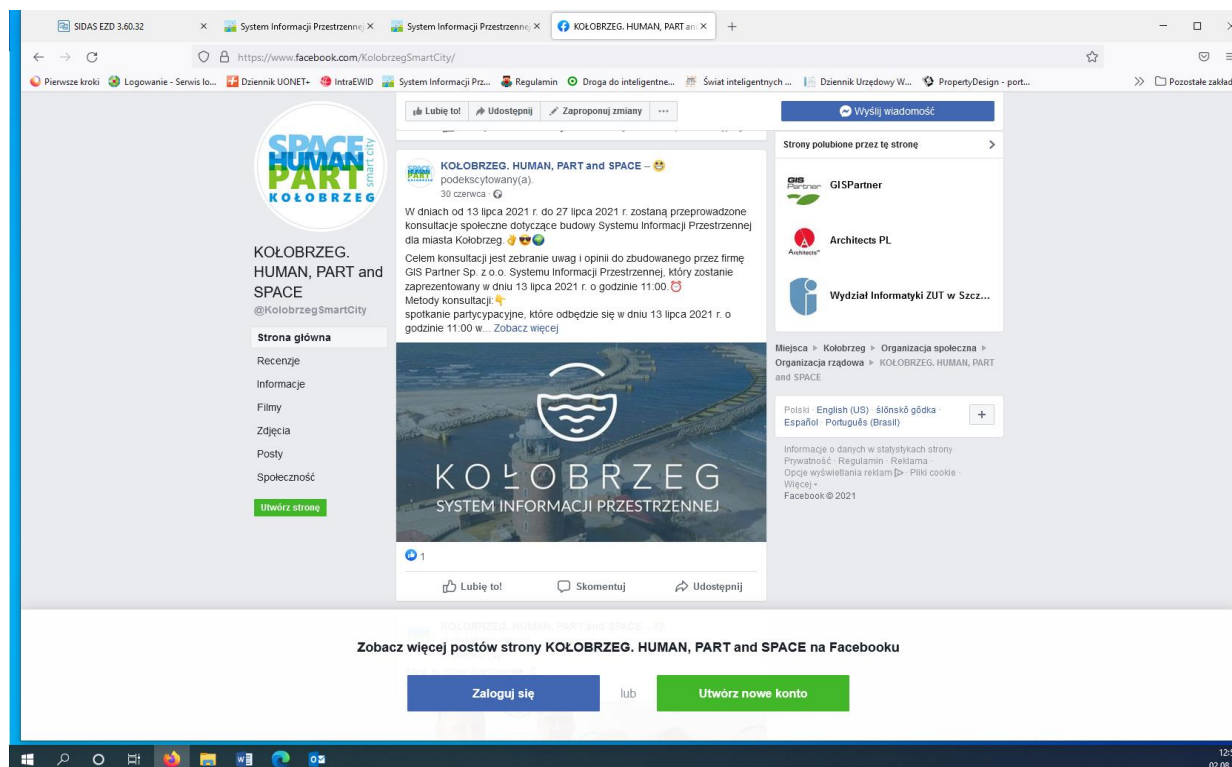 SIDAS EZD 3.60.32
System Informacji Przestrzennej
System Informacji Przestrzennej
KOŁOBRZEG. HUMAN, PART and
https://www.facebook.com/KolobrzegSmartCity/
Pierwsze kroki
Logowanie - Serwis lo...
Dziennik UONET+
IntraEWID
System Informacji Prz...
Regulamin
Droga do inteligentne...
Świat inteligentnych ...
Dziennik Urzędowy W...
PropertyDesign - port...
Pozostałe zakład
SPACE
HUMAN
PART
smart city
KOŁOBRZEG
KOŁOBRZEG.
HUMAN, PART and
SPACE
@KolobrzegSmartCity
Strona główna
Recenzje
Informacje
Filmy
Zdjęcia
Posty
Społeczność
Utwórz stronę
Lubię to!
Udostępnij
Zaproponuj zmiany
...
KOŁOBRZEG. HUMAN, PART and SPACE – 😃
podekscytowany(a).
30 czerwca ·
W dniach od 13 lipca 2021 r. do 27 lipca 2021 r. zostaną przeprowadzone
konsultacje społeczne dotyczące budowy Systemu Informacji Przestrzennej
dla miasta Kołobrzeg.
Celem konsultacji jest zebranie uwag i opinii do zbudowanego przez firmę
GIS Partner Sp. z o.o. Systemu Informacji Przestrzennej, który zostanie
zaprezentowany w dniu 13 lipca 2021 r. o godzinie 11:00.
Metody konsultacji:
spotkanie partycypacyjne, które odbędzie się w dniu 13 lipca 2021 r. o
godzinie 11:00 w... Zobacz więcej
KOŁOBRZEG
SYSTEM INFORMACJI PRZESTRZENNEJ
1
Lubię to!
Skomentuj
Udostępnij
Wyślij wiadomość
Strony polubione przez tę stronę
GISPartner
Architects PL
Wydział Informatyki ZUT w Szcz...
Miejsca
Kołobrzeg
Organizacja społeczna
Organizacja rządowa
KOŁOBRZEG. HUMAN, PART
and SPACE
Polski · English (US) · ślōnskŏ gŏdka ·
Español · Português (Brasil)
Informacje o danych w statystykach strony ·
Prywatność · Regulamin · Reklama ·
Opcje wyświetlania reklam · Pliki cookie ·
Więcej
Facebook © 2021
Zobacz więcej postów strony KOŁOBRZEG. HUMAN, PART and SPACE na Facebooku
Zaloguj się
lub
Utwórz nowe konto